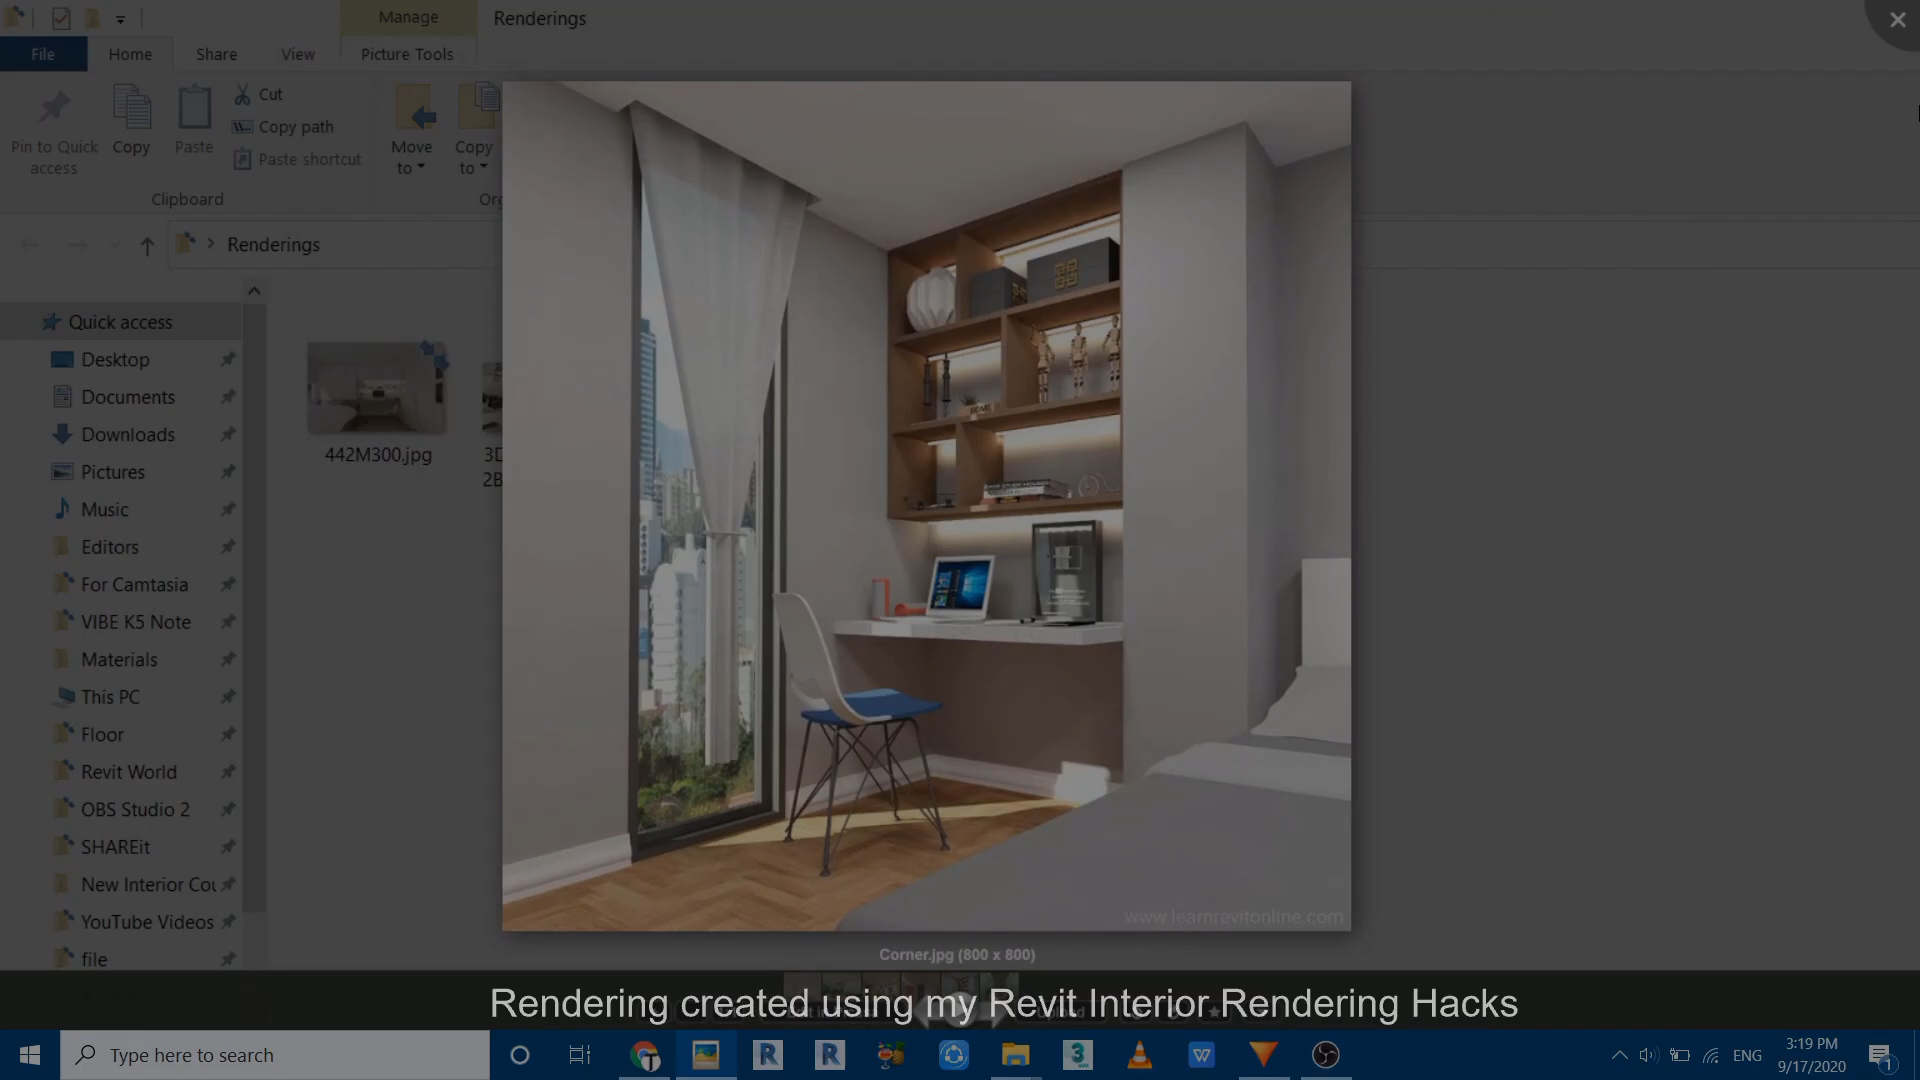 Manage
Renderings
File
Home
Share
View
Picture Tools
Pin to Quick
access
Copy
Paste
Cut
Copy path
Paste shortcut
Move
to
Copy
to
Clipboard
Renderings
Quick access
Desktop
Documents
Downloads
Pictures
Music
Editors
For Camtasia
VIBE K5 Note
Materials
This PC
Floor
Revit World
OBS Studio 2
SHAREit
New Interior Cou
YouTube Videos
file
442M300.jpg
www.learnrevitonline.com
Corner.jpg (800 x 800)
Rendering created using my Revit Interior Rendering Hacks
Type here to search
ENG
3:19 PM
9/17/2020
1